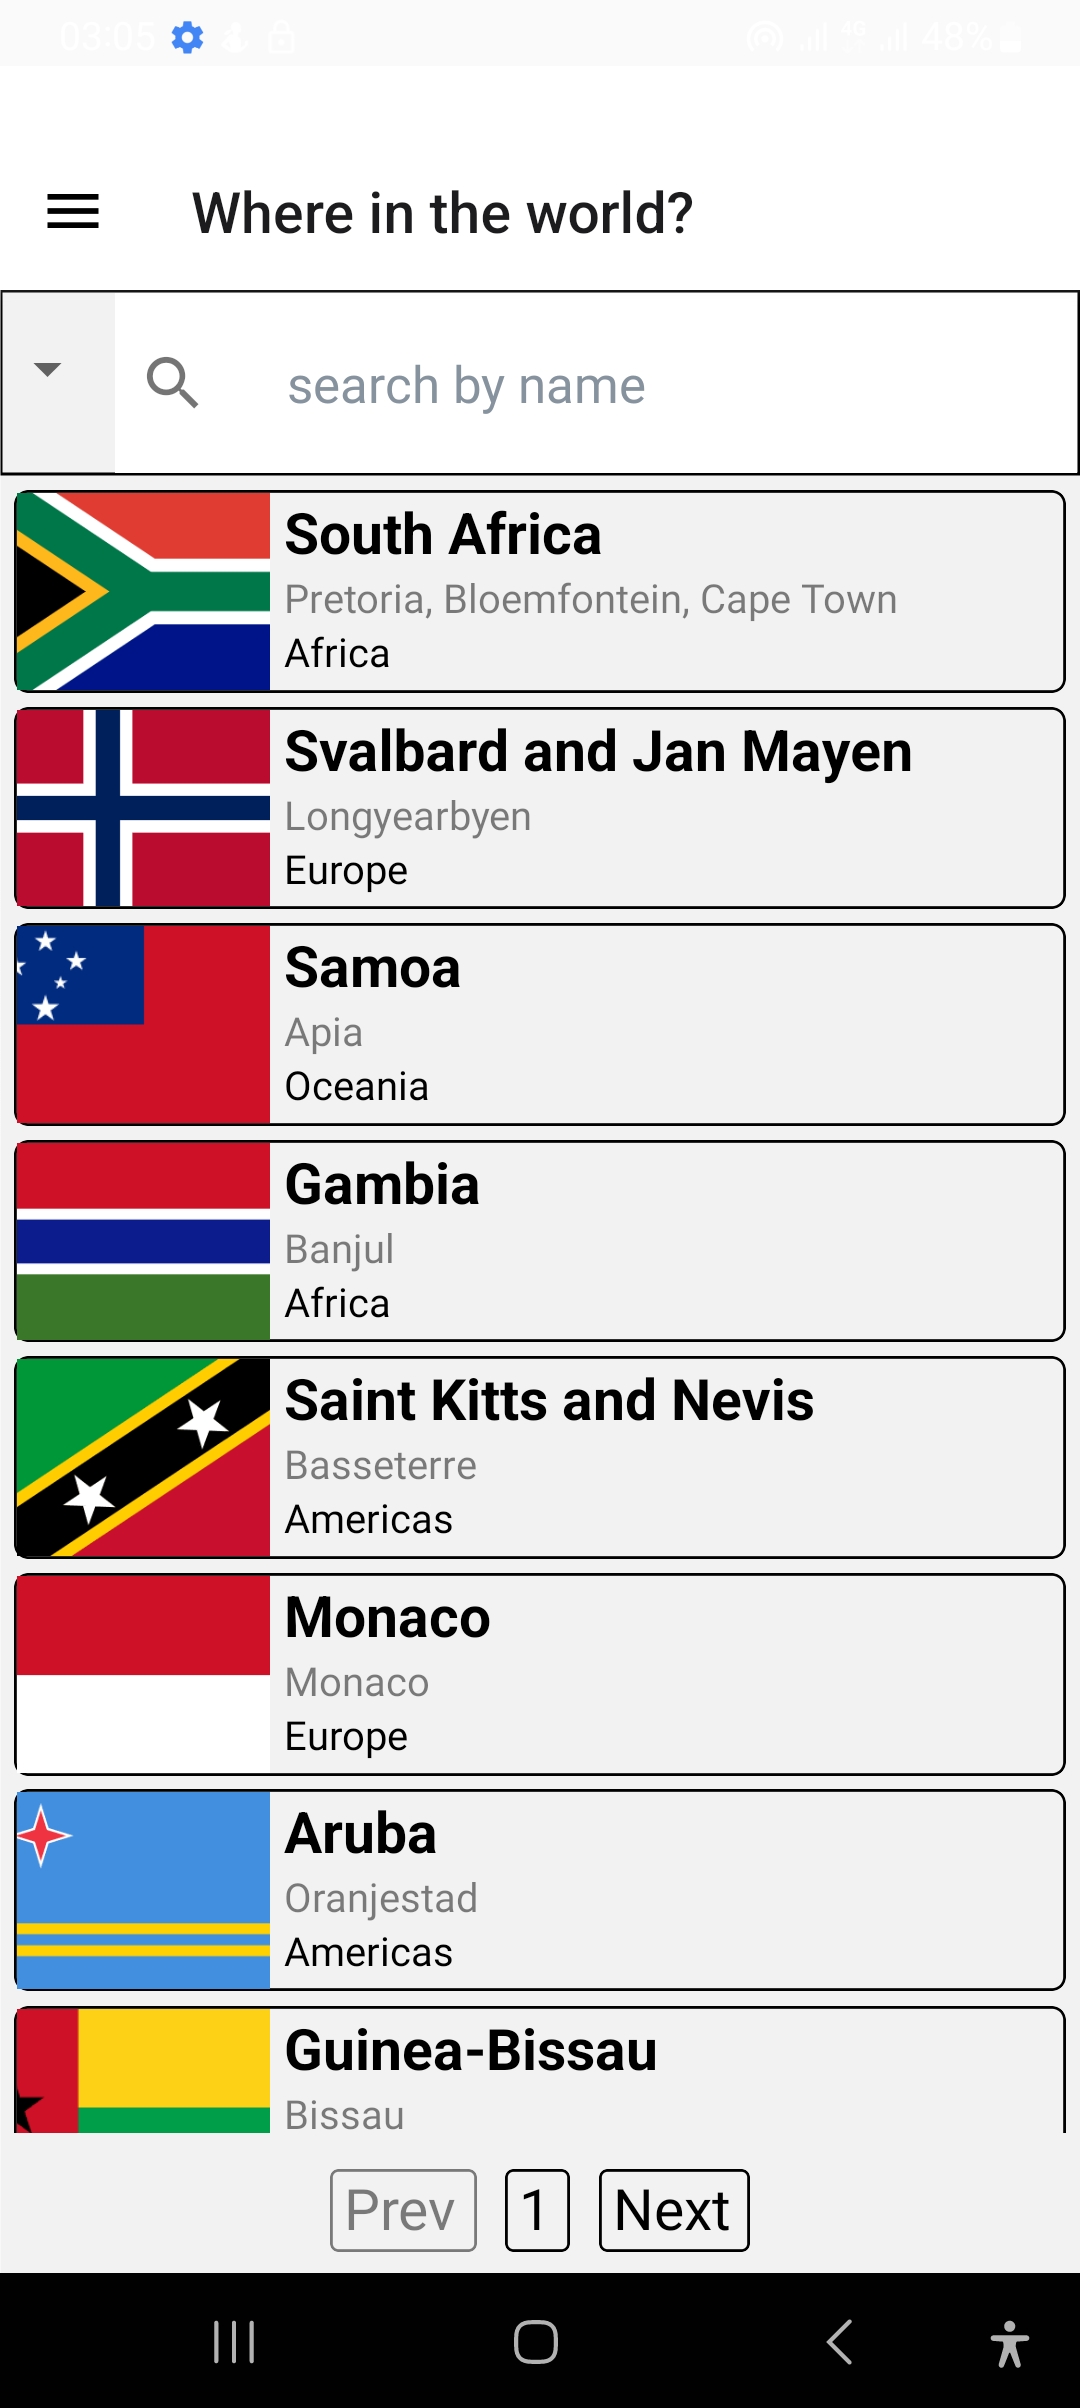 03:05 4G 48%
Where in the world?
search by name
South Africa
Pretoria, Bloemfontein, Cape Town
Africa
Svalbard and Jan Mayen
Longyearbyen
Europe
Samoa
Apia
Oceania
Gambia
Banjul
Africa
Saint Kitts and Nevis
Basseterre
Americas
Monaco
Monaco
Europe
Aruba
Oranjestad
Americas
Guinea-Bissau
Bissau
Prev 1 Next